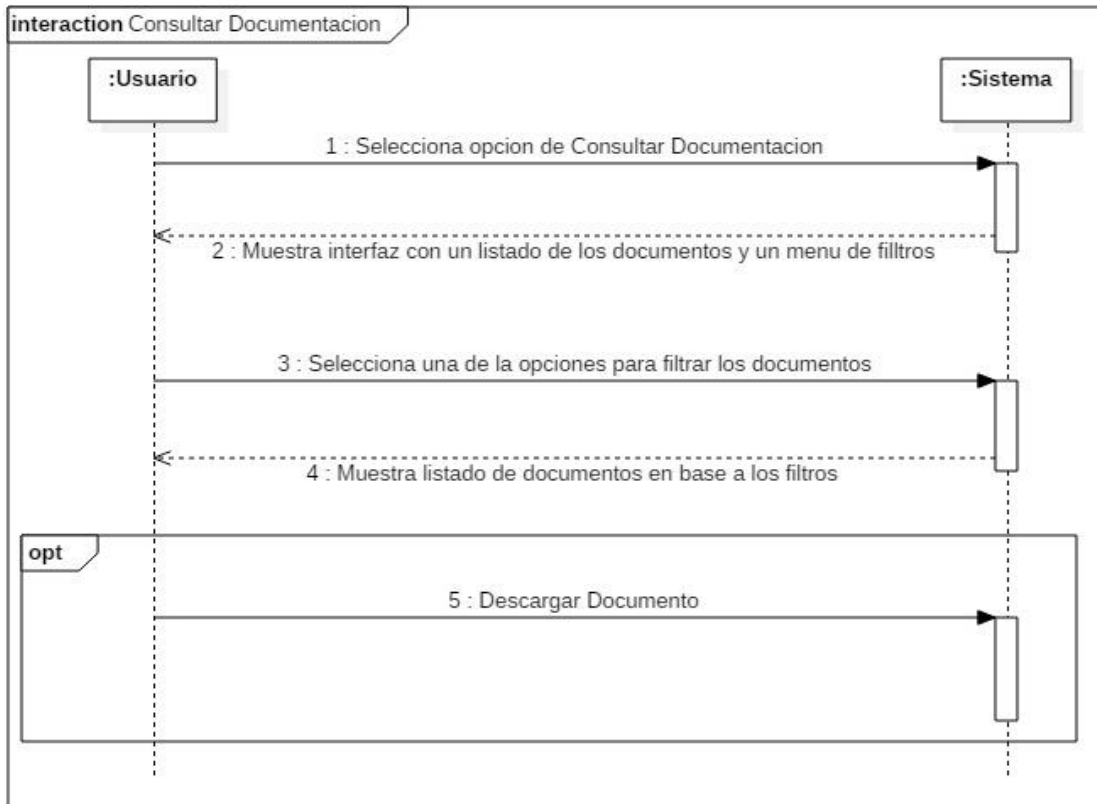 interaction Consultar Documentacion
:Usuario
:Sistema
1 : Selecciona opcion de Consultar Documentacion
2 : Muestra interfaz con un listado de los documentos y un menu de filltros
3 : Selecciona una de la opciones para filtrar los documentos
4 : Muestra listado de documentos en base a los filtros
opt
5 : Descargar Documento